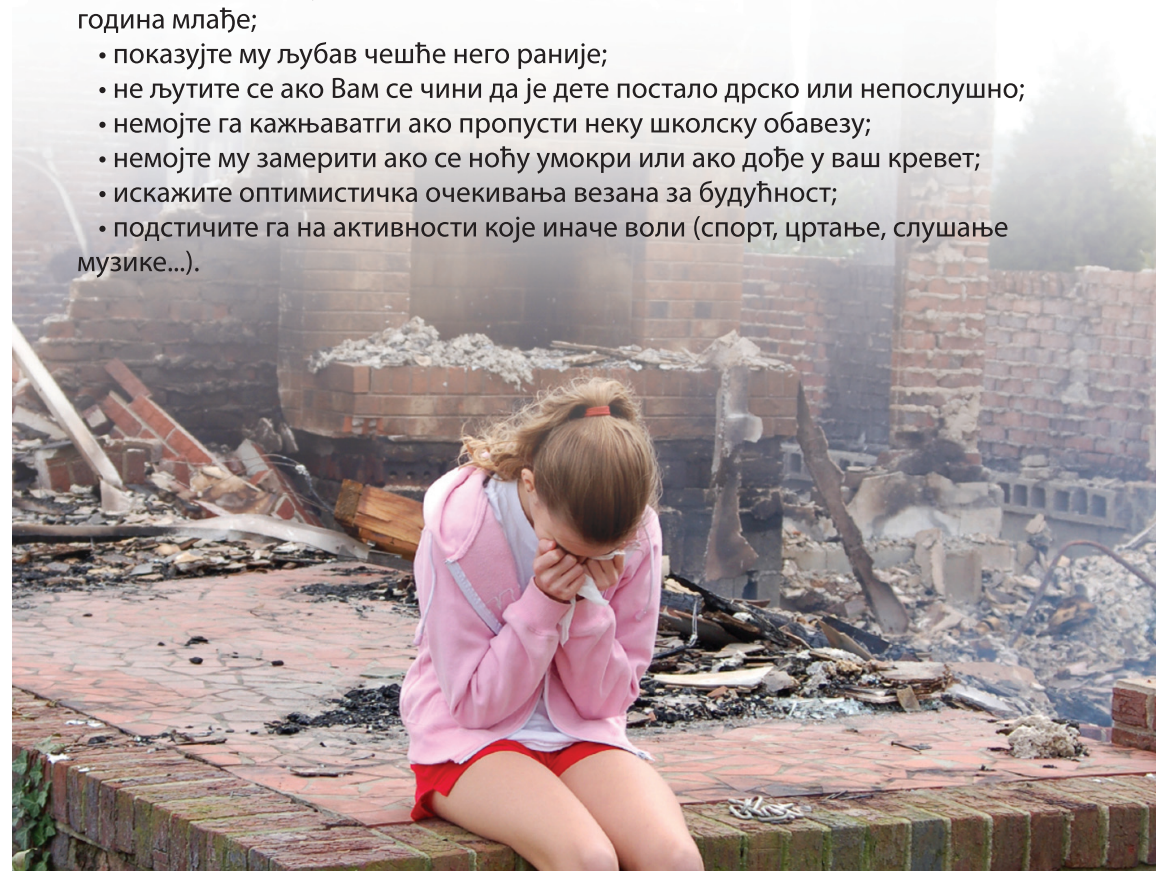 година млађе;
• показујте му љубав чешће него раније;
• не љутите се ако Вам се чини да је дете постало дрско или непослушно;
• немојте га кажњаватги ако пропусти неку школску обавезу;
• немојте му замерити ако се ноћу умокри или ако дође у ваш кревет;
• искажите оптимистичка очекивања везана за будућност;
• подстичите га на активности које иначе воли (спорт, цртање, слушање
музике...).